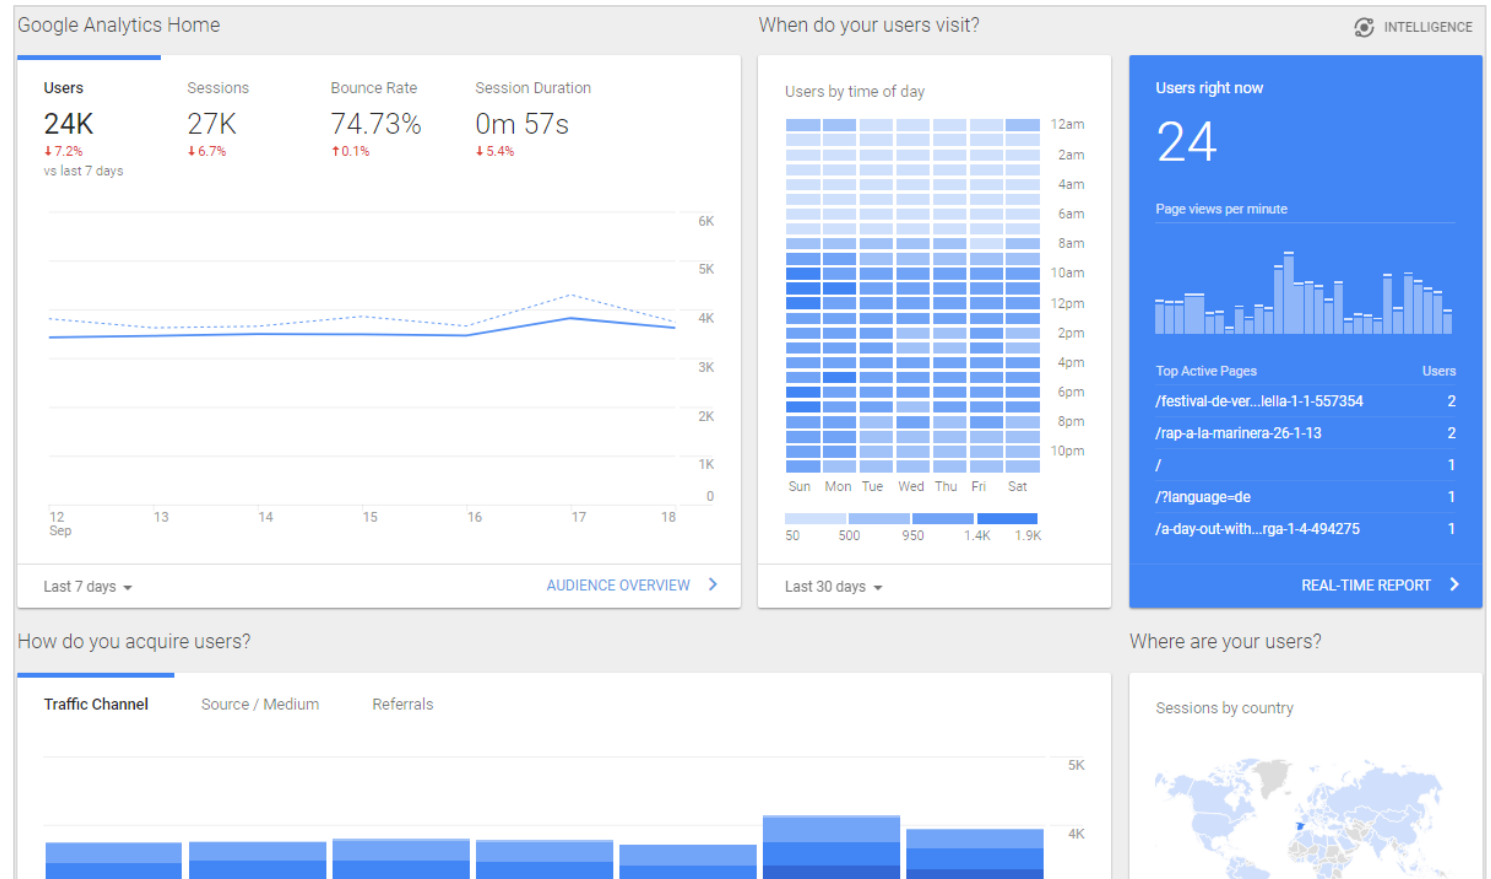 Google Analytics Home
When do your users visit?
INTELLIGENCE
Users
Sessions
Bounce Rate
Session Duration
24K
27K
74.73%
0m 57s
↓7.2%
↓6.7%
↑0.1%
↓5.4%
vs last 7 days
6K
5K
4K
3K
2K
1K
0
12
Sep
13
14
15
16
17
18
Last 7 days
AUDIENCE OVERVIEW
Users by time of day
12am
2am
4am
6am
8am
10am
12pm
2pm
4pm
6pm
8pm
10pm
Sun Mon Tue Wed Thu Fri Sat
50 500 950 1.4K 1.9K
Last 30 days
Users right now
24
Page views per minute
Top Active Pages Users
/festival-de-ver...lella-1-1-557354 2
/rap-a-la-marinera-26-1-13 2
/ 1
/?language=de 1
/a-day-out-with...rga-1-4-494275 1
REAL-TIME REPORT
How do you acquire users?
Where are your users?
Traffic Channel
Source / Medium
Referrals
5K
4K
Sessions by country